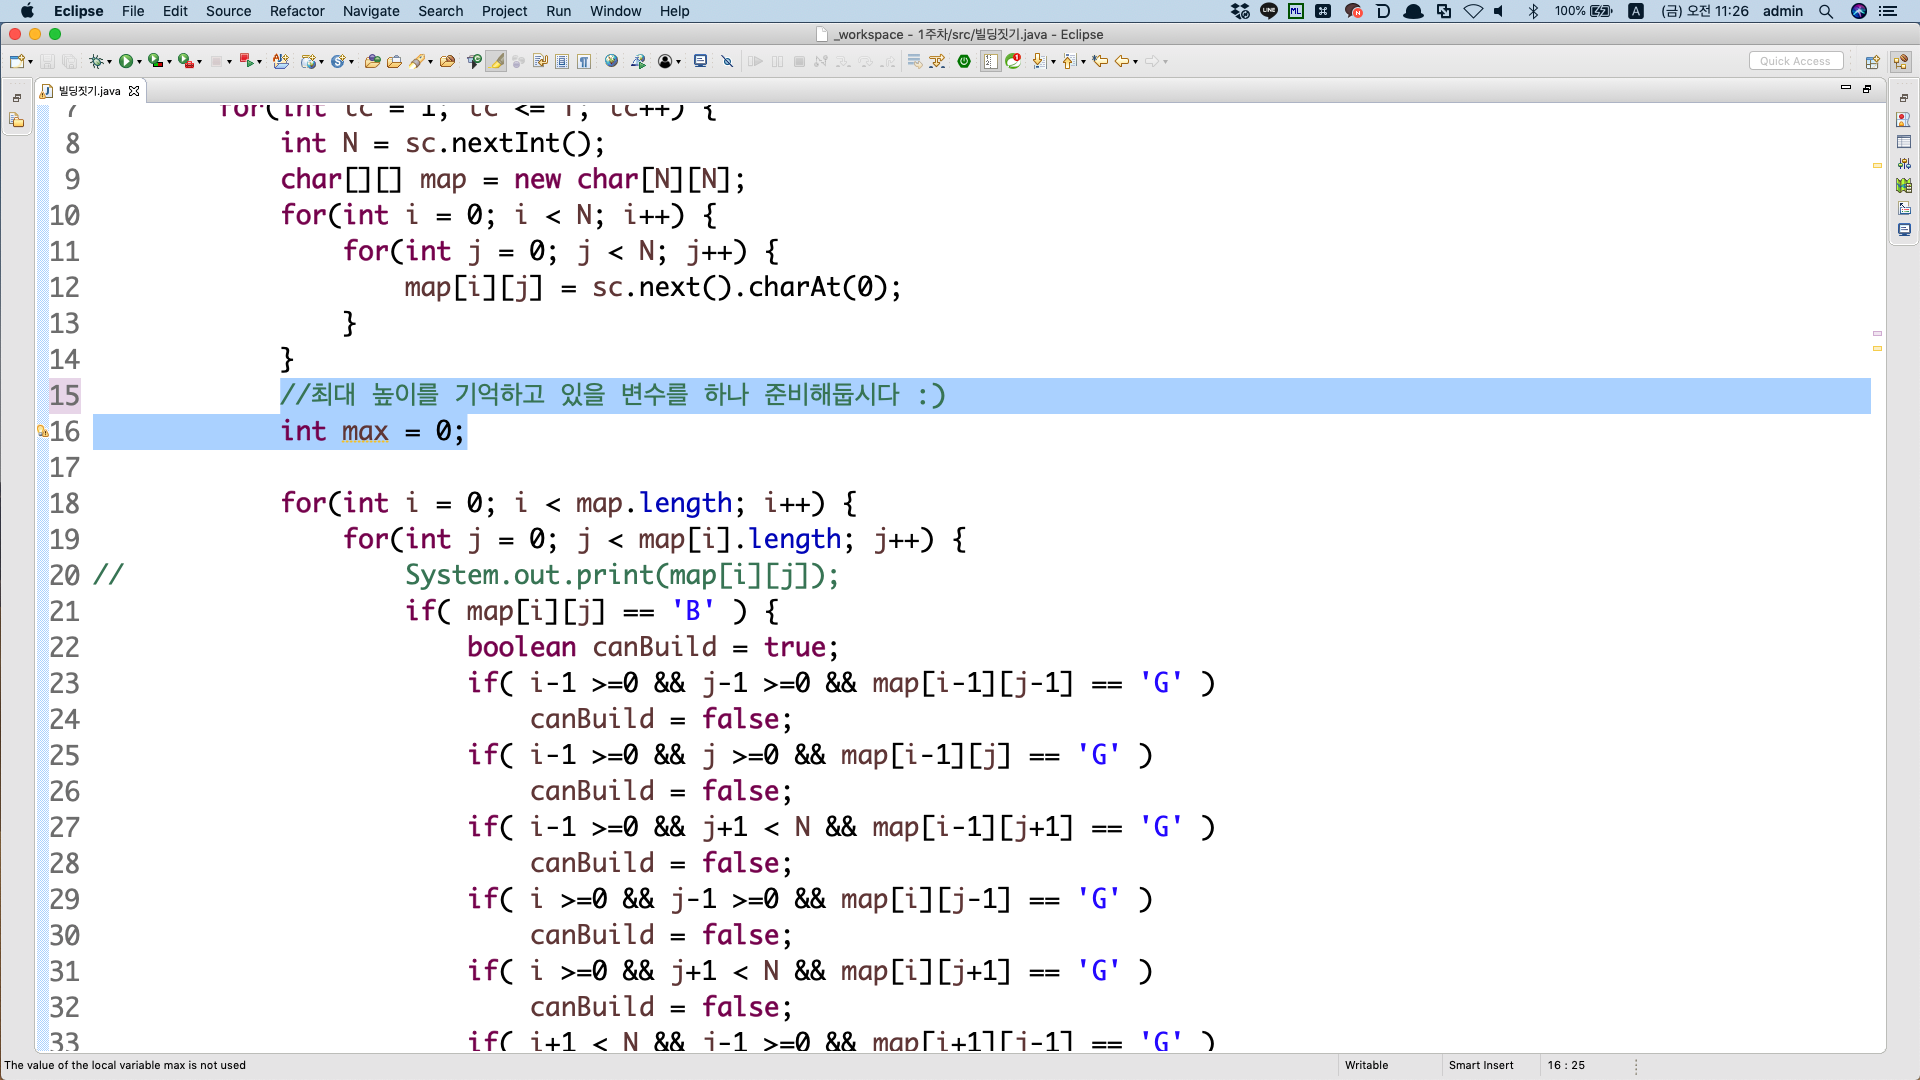 Eclipse File Edit Source Refactor Navigate Search Project Run Window Help 100% A (금) 오전 11:26 admin
_workspace - 1주차/src/빌딩짓기.java - Eclipse
Quick Access
빌딩짓기.java
7 for(int tc = 1; tc <= T; tc++) {
8 int N = sc.nextInt();
9 char[][] map = new char[N][N];
10 for(int i = 0; i < N; i++) {
11 for(int j = 0; j < N; j++) {
12 map[i][j] = sc.next().charAt(0);
13 }
14 }
15 //최대 높이를 기억하고 있을 변수를 하나 준비해둡시다 :)
16 int max = 0;
17
18 for(int i = 0; i < map.length; i++) {
19 for(int j = 0; j < map[i].length; j++) {
20 // System.out.print(map[i][j]);
21 if( map[i][j] == 'B' ) {
22 boolean canBuild = true;
23 if( i-1 >=0 && j-1 >=0 && map[i-1][j-1] == 'G' )
24 canBuild = false;
25 if( i-1 >=0 && j >=0 && map[i-1][j] == 'G' )
26 canBuild = false;
27 if( i-1 >=0 && j+1 < N && map[i-1][j+1] == 'G' )
28 canBuild = false;
29 if( i >=0 && j-1 >=0 && map[i][j-1] == 'G' )
30 canBuild = false;
31 if( i >=0 && j+1 < N && map[i][j+1] == 'G' )
32 canBuild = false;
33 if( i+1 < N && j-1 >=0 && map[i+1][j-1] == 'G' )
The value of the local variable max is not used Writable Smart Insert 16 : 25